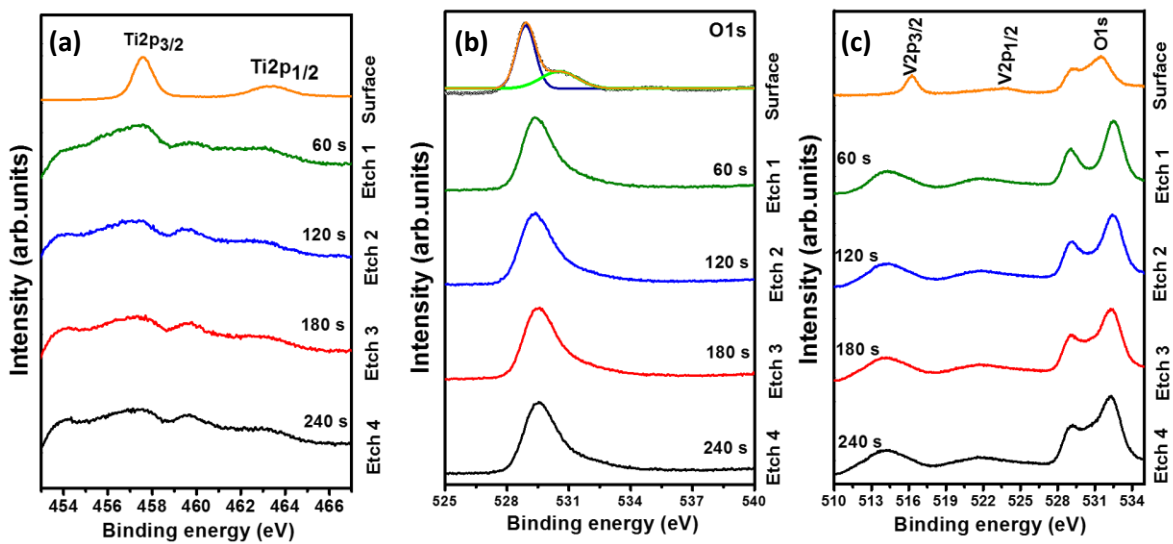 (a)
Ti2p3/2
Ti2p1/2
Surface
60 s
Etch 1
120 s
Etch 2
180 s
Etch 3
240 s
Etch 4
Intensity (arb.units)
454 456 458 460 462 464 466
Binding energy (eV)
(b)
O1s
Surface
60 s
Etch 1
120 s
Etch 2
180 s
Etch 3
240 s
Etch 4
Intensity (arb.units)
525 528 531 534 537 540
Binding energy (eV)
(c)
V2p3/2
V2p1/2
O1s
Surface
60 s
Etch 1
120 s
Etch 2
180 s
Etch 3
240 s
Etch 4
Intensity (arb.units)
510 513 516 519 522 525 528 531 534
Binding energy (eV)